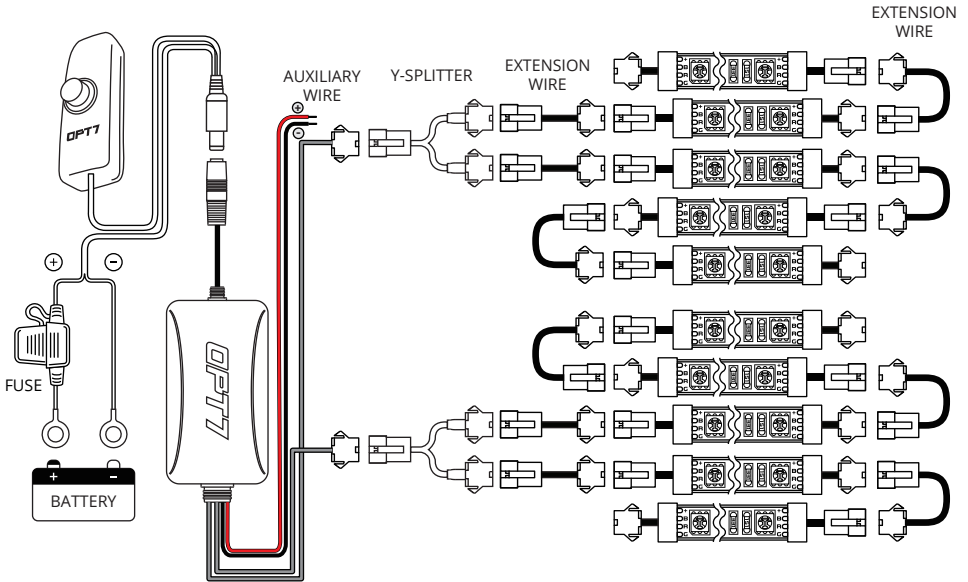 EXTENSION
WIRE
AUXILIARY
WIRE
Y-SPLITTER
EXTENSION
WIRE
OPT7
+
−
+
−
FUSE
OPT7
+ −
BATTERY